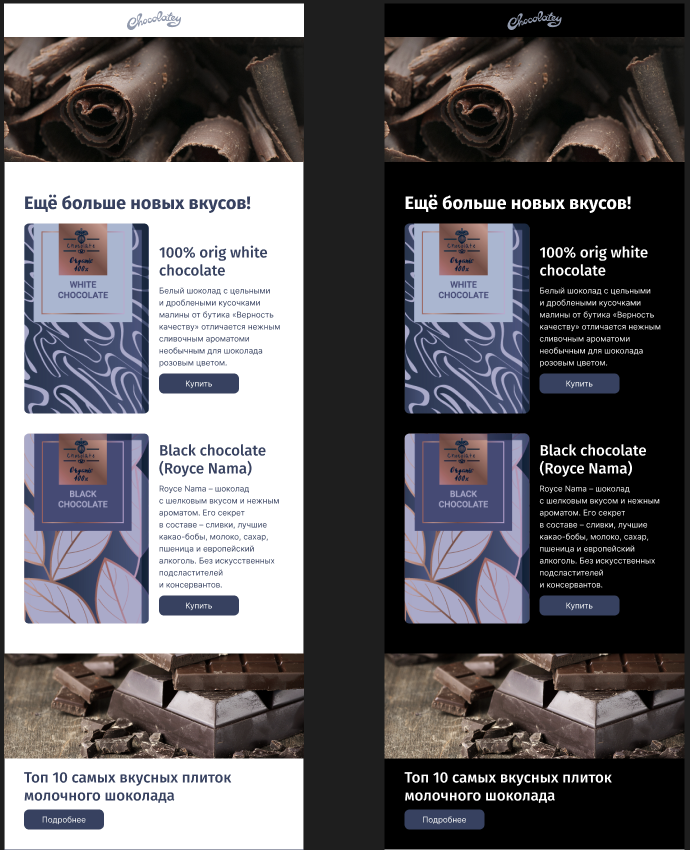 Chocolatey
Ещё больше новых вкусов!
Chocolate
Organic
100%
WHITE
CHOCOLATE
100% orig white
chocolate
Белый шоколад с цельными
и дроблеными кусочками
малины от бутика «Верность
качеству» отличается нежным
сливочным ароматоми
необычным для шоколада
розовым цветом.
Купить
Chocolate
Organic
100%
BLACK
CHOCOLATE
Black chocolate
(Royce Nama)
Royce Nama – шоколад
с шелковым вкусом и нежным
ароматом. Его секрет
в составе – сливки, лучшие
какао-бобы, молоко, сахар,
пшеница и европейский
алкоголь. Без искусственных
подсластителей
и консервантов.
Купить
Топ 10 самых вкусных плиток
молочного шоколада
Подробнее
Chocolatey
Ещё больше новых вкусов!
Chocolate
Organic
100%
WHITE
CHOCOLATE
100% orig white
chocolate
Белый шоколад с цельными
и дроблеными кусочками
малины от бутика «Верность
качеству» отличается нежным
сливочным ароматоми
необычным для шоколада
розовым цветом.
Купить
Chocolate
Organic
100%
BLACK
CHOCOLATE
Black chocolate
(Royce Nama)
Royce Nama – шоколад
с шелковым вкусом и нежным
ароматом. Его секрет
в составе – сливки, лучшие
какао-бобы, молоко, сахар,
пшеница и европейский
алкоголь. Без искусственных
подсластителей
и консервантов.
Купить
Топ 10 самых вкусных плиток
молочного шоколада
Подробнее